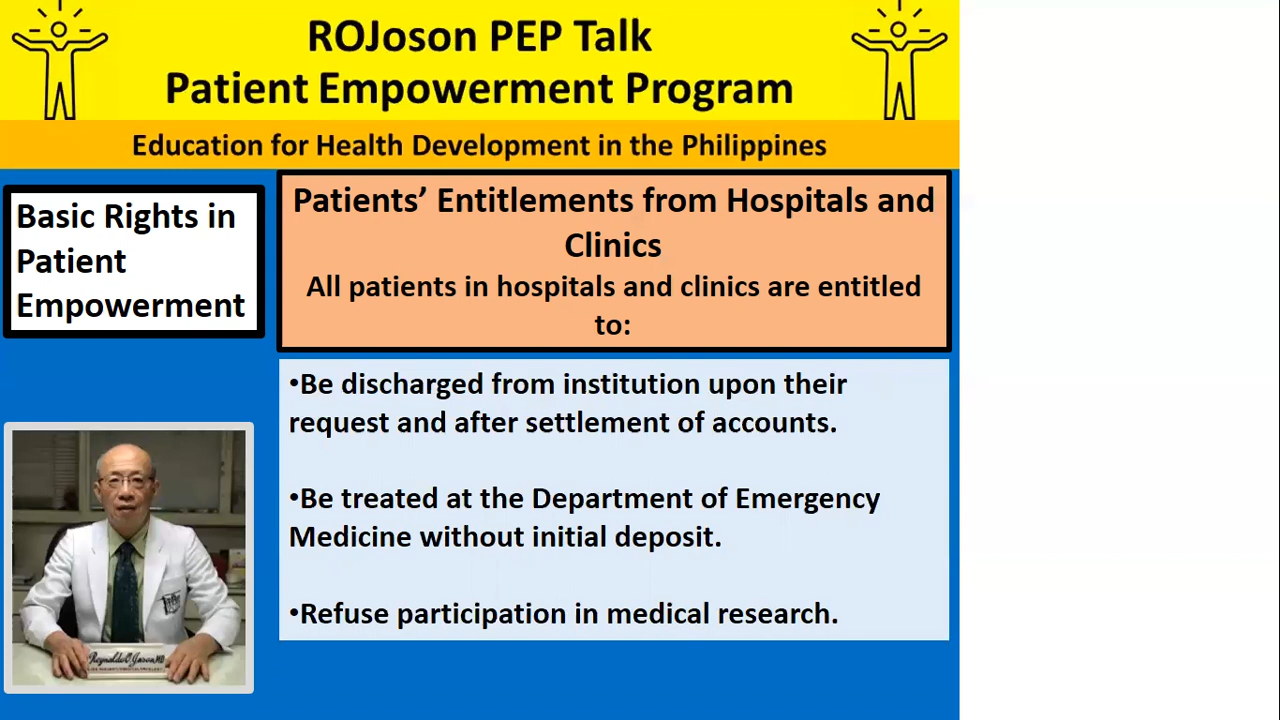 ROJoson PEP Talk
Patient Empowerment Program
Education for Health Development in the Philippines
Basic Rights in
Patient
Empowerment
Patients’ Entitlements from Hospitals and
Clinics
All patients in hospitals and clinics are entitled
to:
•Be discharged from institution upon their
request and after settlement of accounts.
•Be treated at the Department of Emergency
Medicine without initial deposit.
•Refuse participation in medical research.
Reynaldo O. Joson, MD